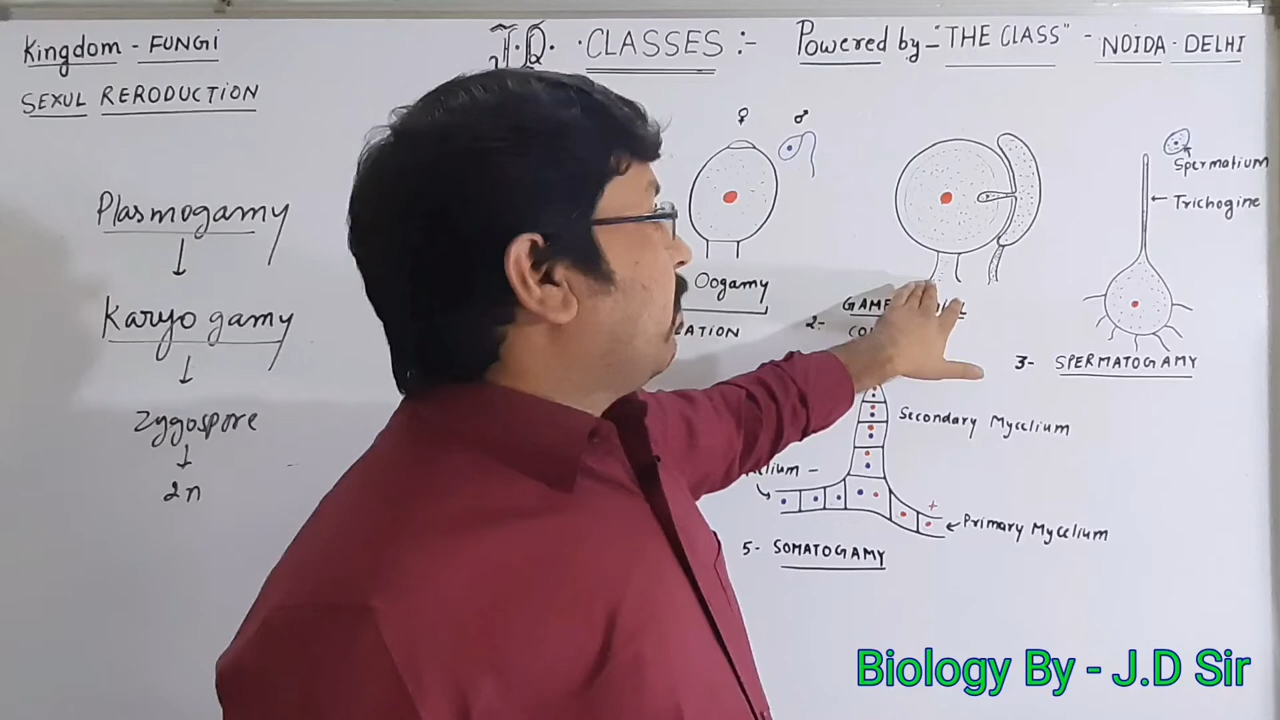 Kingdom - FUNGI
SEXUL RERODUCTION
J.D. CLASSES :-
Powered by - "THE CLASS" - NOIDA - DELHI
Plasmogamy
Karyogamy
Zygospore
2n
♀ ♂
Oogamy
2-
Spermatium
Trichogine
3- SPERMATOGAMY
Secondary Mycelium
+
Primary Mycelium
5- SOMATOGAMY
Biology By - J.D Sir